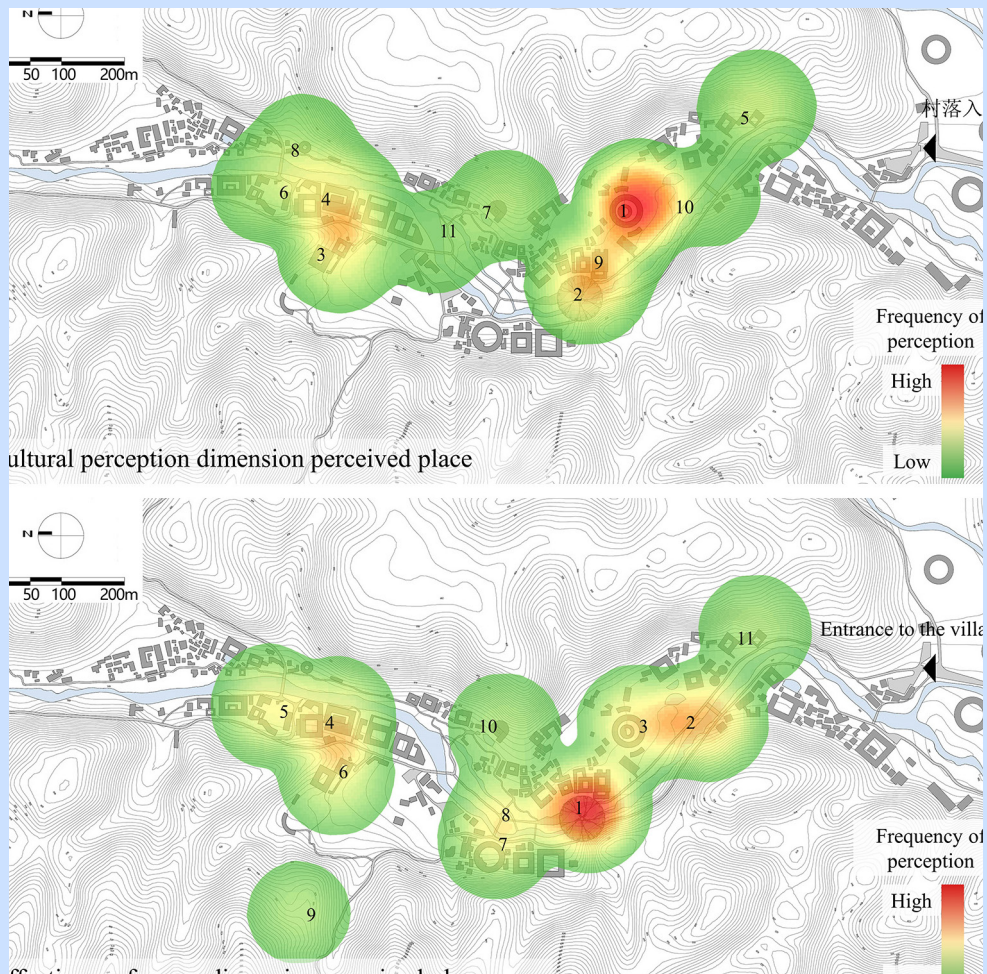 N
50 100 200m
5
村落入
8
6
4
7
1
10
11
3
9
2
Frequency of
perception
High
Low
ultural perception dimension perceived place
N
50 100 200m
11
Entrance to the villa
5
4
10
3
2
6
1
8
7
9
Frequency of
perception
High